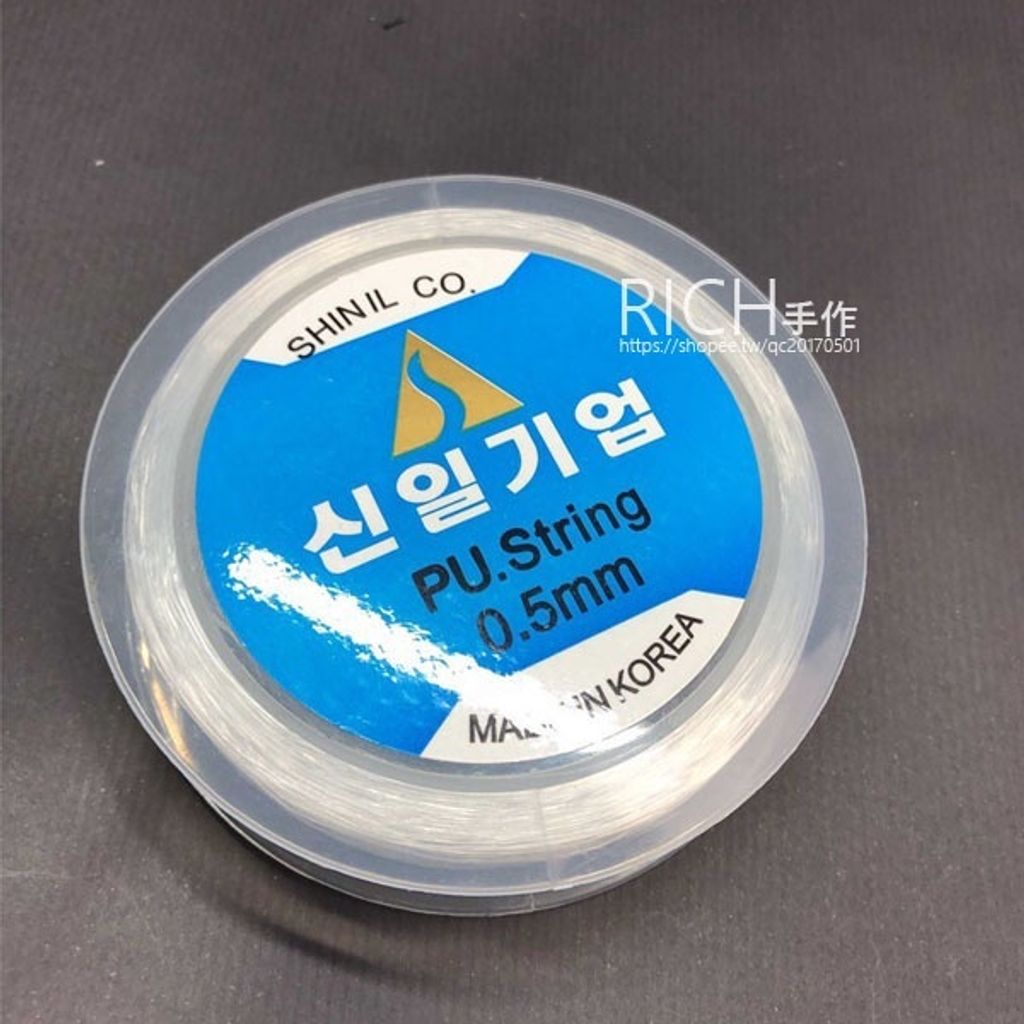 SHIN IL CO.
RICH手作
https://shopee.tw/qc20170501
신일기업
PU.String
0.5mm
IN KOREA